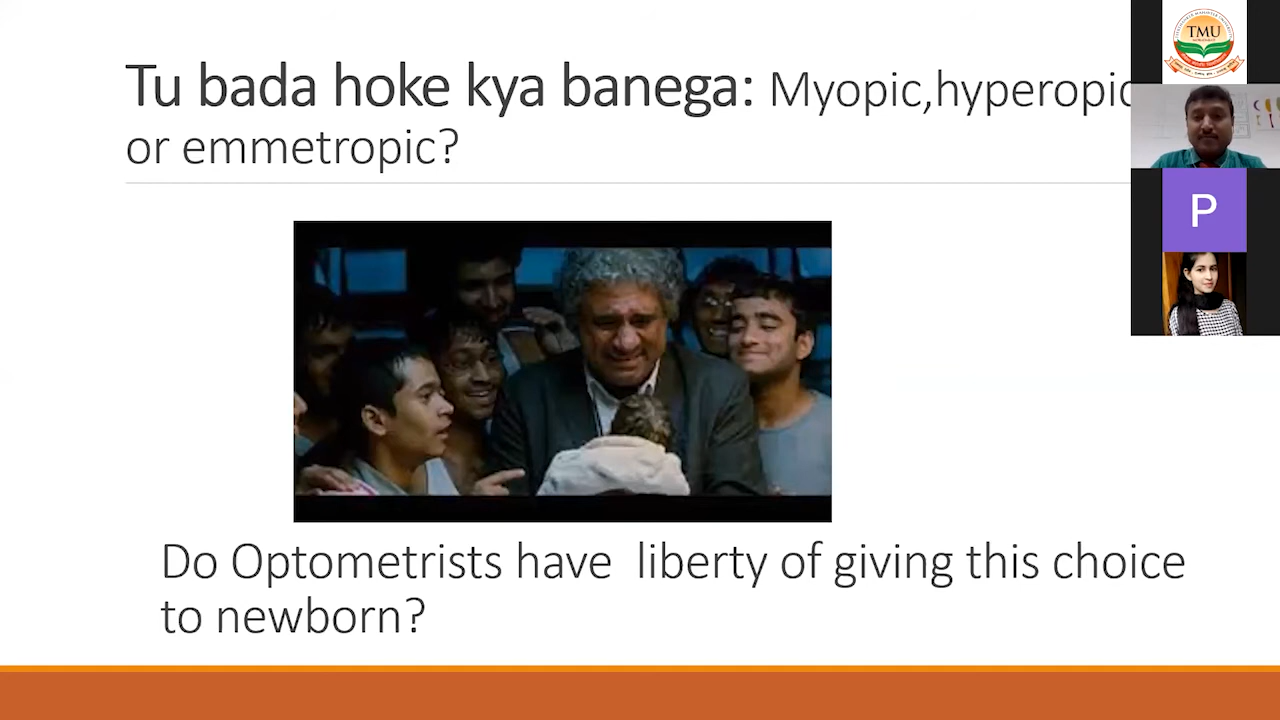 Tu bada hoke kya banega: Myopic,hyperopic
or emmetropic?
TMU
P
Do Optometrists have liberty of giving this choice
to newborn?